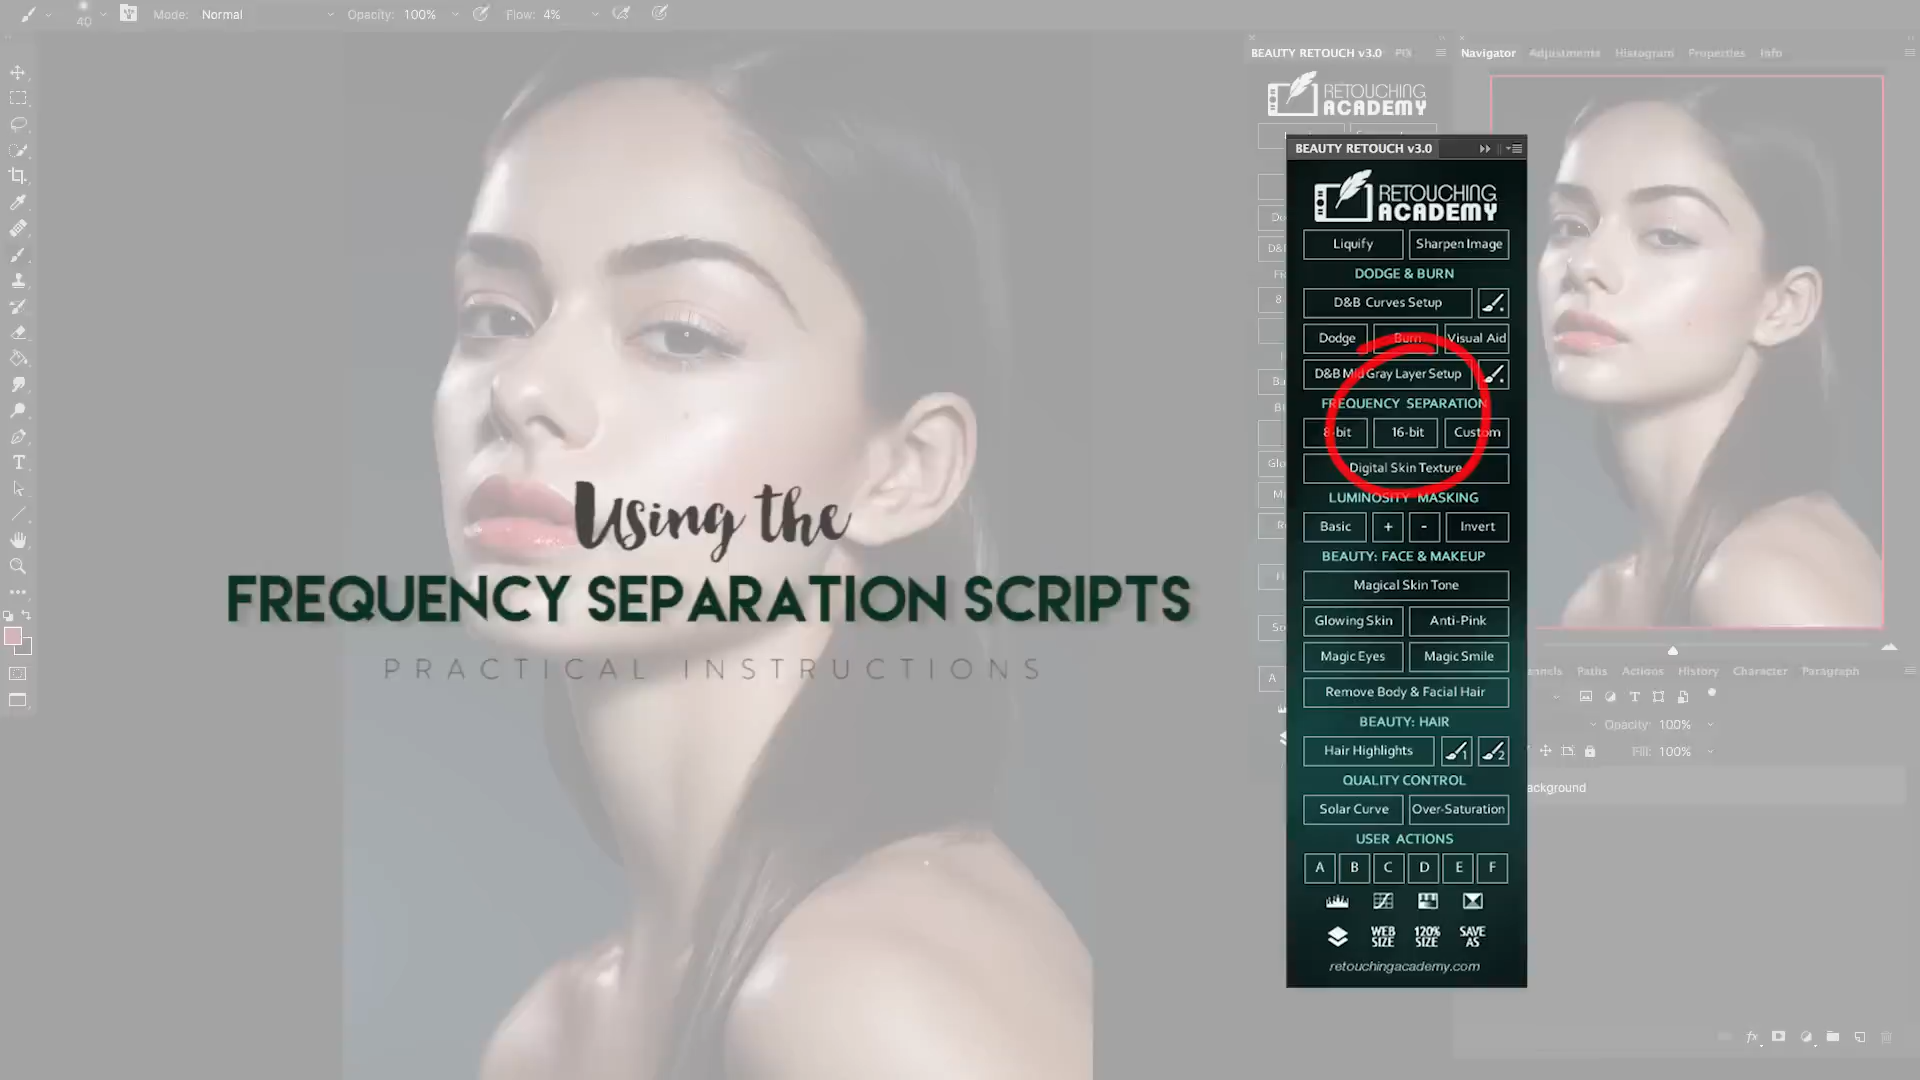 40
Mode: Normal
Opacity: 100%
Flow: 4%
BEAUTY RETOUCH v3.0
Navigator Adjustments Histogram Properties Info
RETOUCHING
ACADEMY
BEAUTY RETOUCH v3.0
RETOUCHING
ACADEMY
Liquify Sharpen Image
DODGE & BURN
D&B Curves Setup
Dodge Burn Visual Aid
D&B Mid Gray Layer Setup
FREQUENCY SEPARATION
8-bit 16-bit Custom
Digital Skin Texture
LUMINOSITY MASKING
Basic + - Invert
BEAUTY: FACE & MAKEUP
Magical Skin Tone
Glowing Skin Anti-Pink
Magic Eyes Magic Smile
Remove Body & Facial Hair
BEAUTY: HAIR
Hair Highlights 1 2
QUALITY CONTROL
Solar Curve Over-Saturation
USER ACTIONS
A B C D E F
WEB SIZE 120% SIZE SAVE AS
retouchingacademy.com
Using the
FREQUENCY SEPARATION SCRIPTS
PRACTICAL INSTRUCTIONS
Paths Actions History Character Paragraph
Opacity: 100%
Fill: 100%
ackground